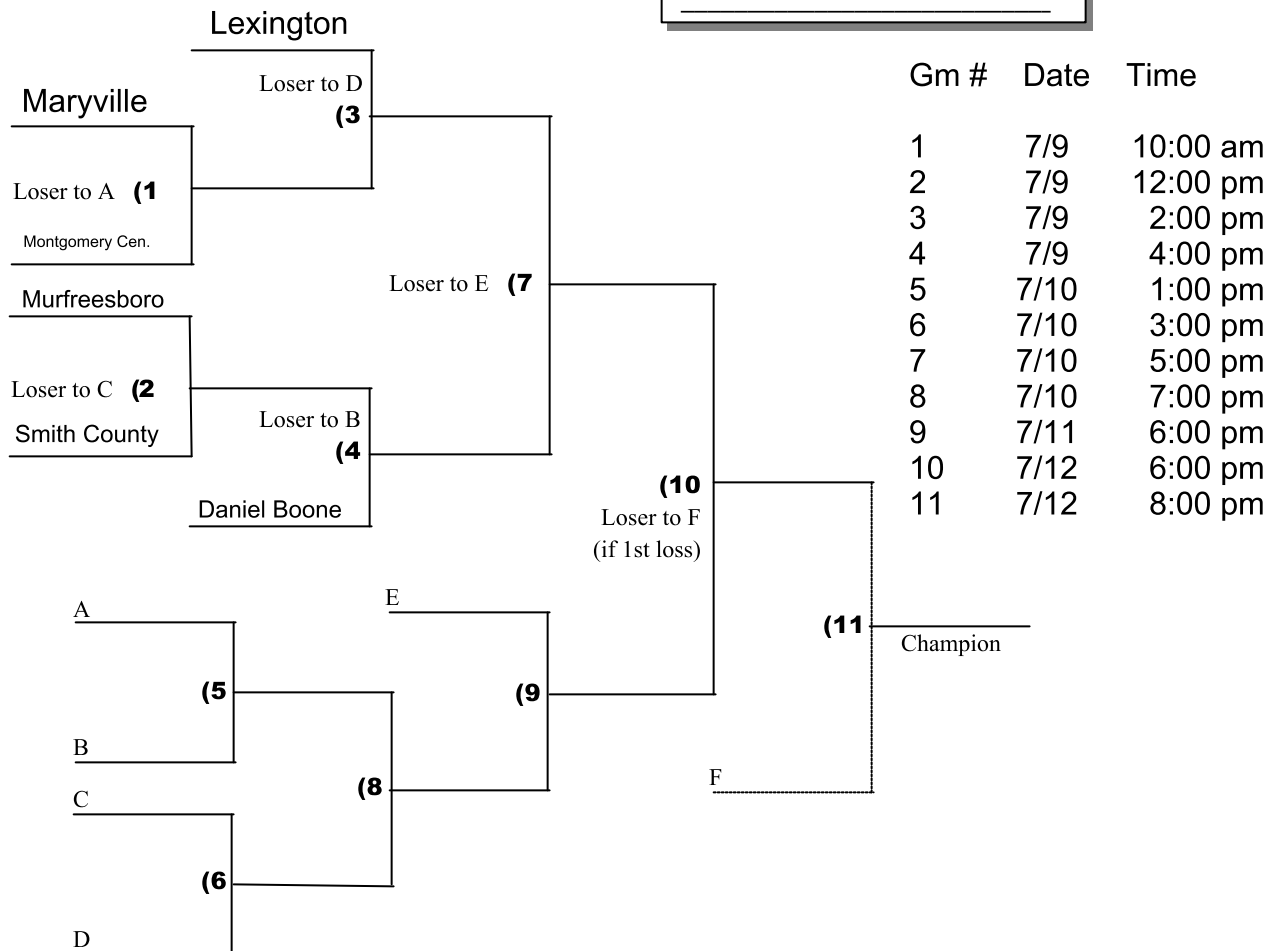 Lexington
Loser to D
(3
Maryville
Loser to A (1
Montgomery Cen.
Murfreesboro
Loser to C (2
Smith County
Loser to B
(4
Daniel Boone
Loser to E (7
(10
Loser to F
(if 1st loss)
A
(5
B
C
(6
D
(8
E
(9
(11
Champion
F
Gm # Date Time
1 7/9 10:00 am
2 7/9 12:00 pm
3 7/9 2:00 pm
4 7/9 4:00 pm
5 7/10 1:00 pm
6 7/10 3:00 pm
7 7/10 5:00 pm
8 7/10 7:00 pm
9 7/11 6:00 pm
10 7/12 6:00 pm
11 7/12 8:00 pm